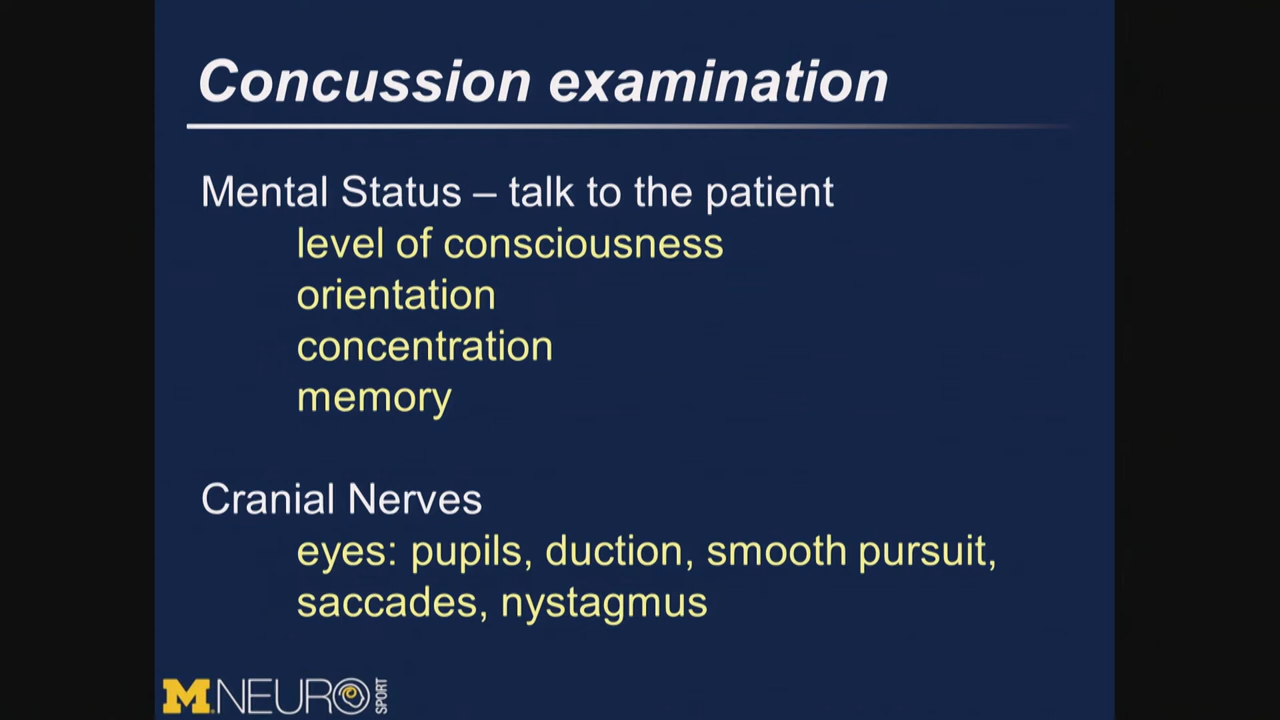 Concussion examination
Mental Status – talk to the patient
level of consciousness
orientation
concentration
memory
Cranial Nerves
eyes: pupils, duction, smooth pursuit,
saccades, nystagmus
M NEURO SPORT